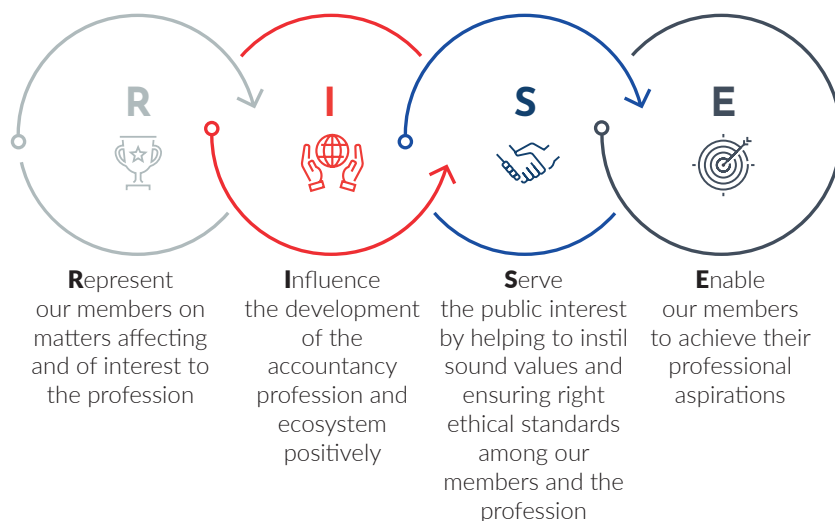 R
I
S
E
Represent
our members on
matters affecting
and of interest to
the profession
Influence
the development
of the
accountancy
profession and
ecosystem
positively
Serve
the public interest
by helping to instil
sound values and
ensuring right
ethical standards
among our
members and the
profession
Enable
our members
to achieve their
professional
aspirations